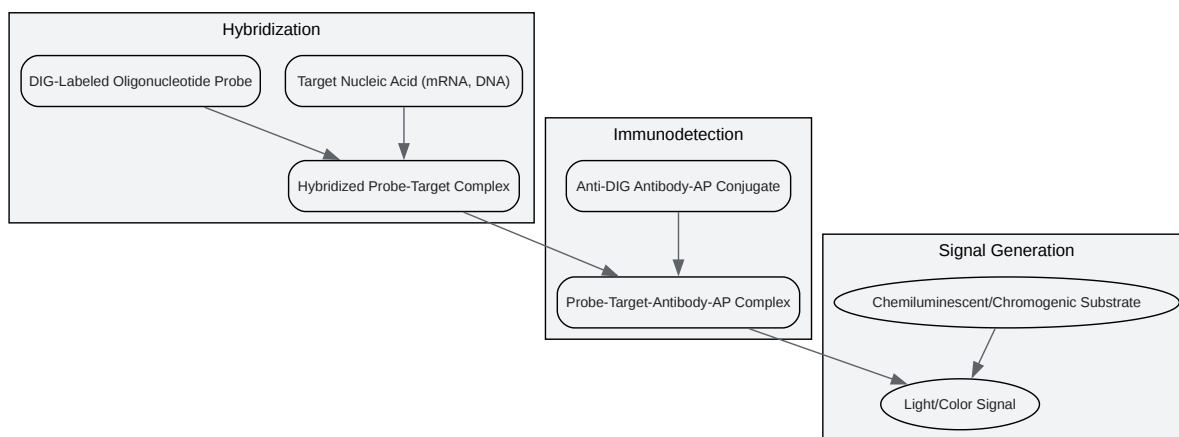 Hybridization
DIG-Labeled Oligonucleotide Probe
Target Nucleic Acid (mRNA, DNA)
Hybridized Probe-Target Complex
Immunodetection
Anti-DIG Antibody-AP Conjugate
Probe-Target-Antibody-AP Complex
Signal Generation
Chemiluminescent/Chromogenic Substrate
Light/Color Signal